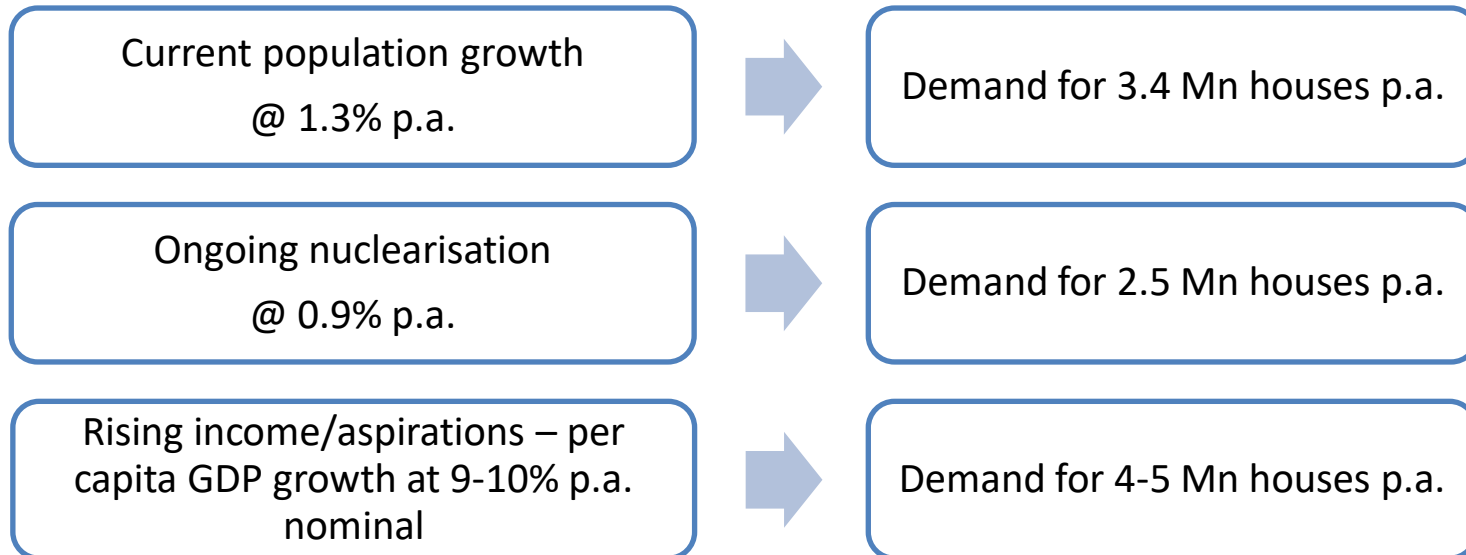 Current population growth
@ 1.3% p.a.
Demand for 3.4 Mn houses p.a.
Ongoing nuclearisation
@ 0.9% p.a.
Demand for 2.5 Mn houses p.a.
Rising income/aspirations – per
capita GDP growth at 9-10% p.a.
nominal
Demand for 4-5 Mn houses p.a.